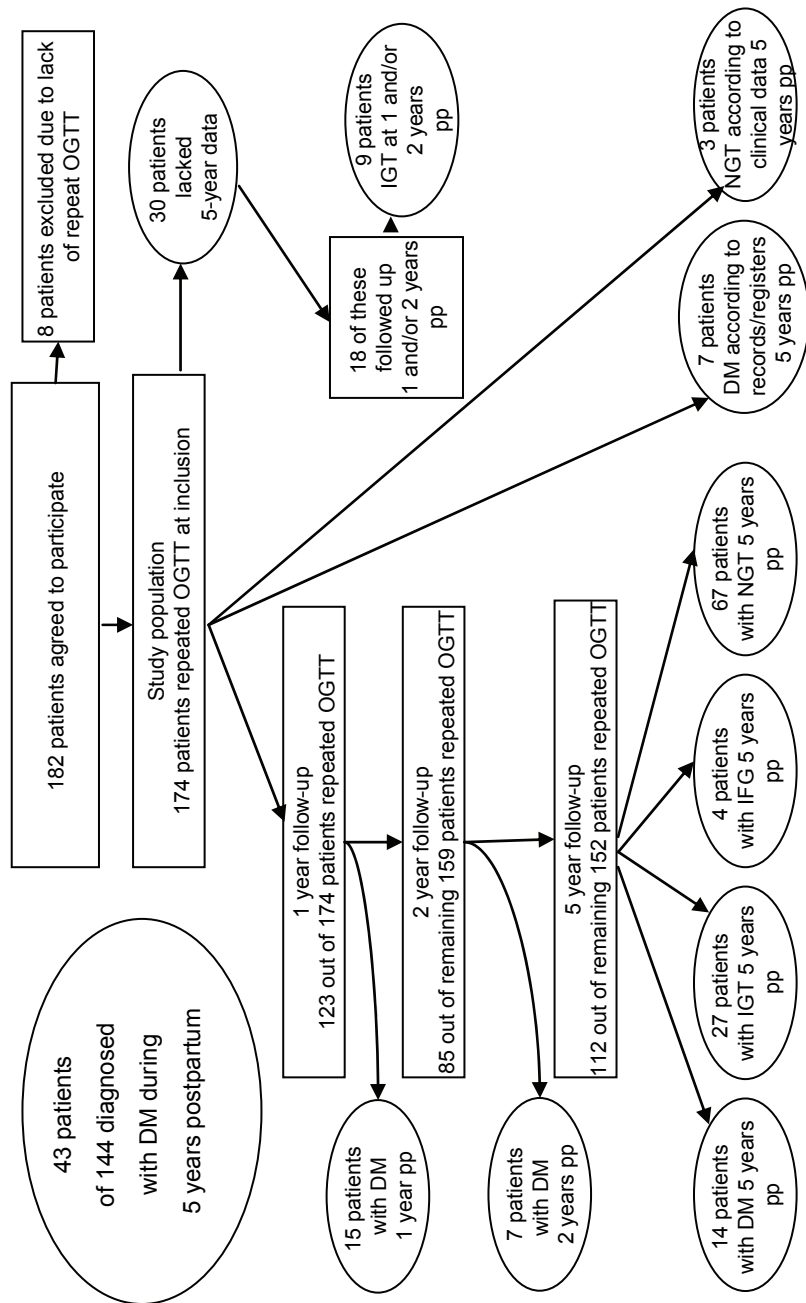 182 patients agreed to participate
8 patients excluded due to lack
of repeat OGTT
43 patients
of 144 diagnosed
with DM during
5 years postpartum
Study population
174 patients repeated OGTT at inclusion
30 patients
lacked
5-year data
1 year follow-up
123 out of 174 patients repeated OGTT
18 of these
followed up
1 and/or 2 years
pp
9 patients
IGT at 1 and/or
2 years
pp
15 patients
with DM
1 year pp
2 year follow-up
85 out of remaining 159 patients repeated OGTT
7 patients
with DM
2 years pp
5 year follow-up
112 out of remaining 152 patients repeated OGTT
14 patients
with DM 5 years
pp
27 patients
with IGT 5 years
pp
4 patients
with IFG 5 years
pp
67 patients
with NGT 5 years
pp
7 patients
DM according to
records/registers
5 years pp
3 patients
NGT according to
clinical data 5
years pp